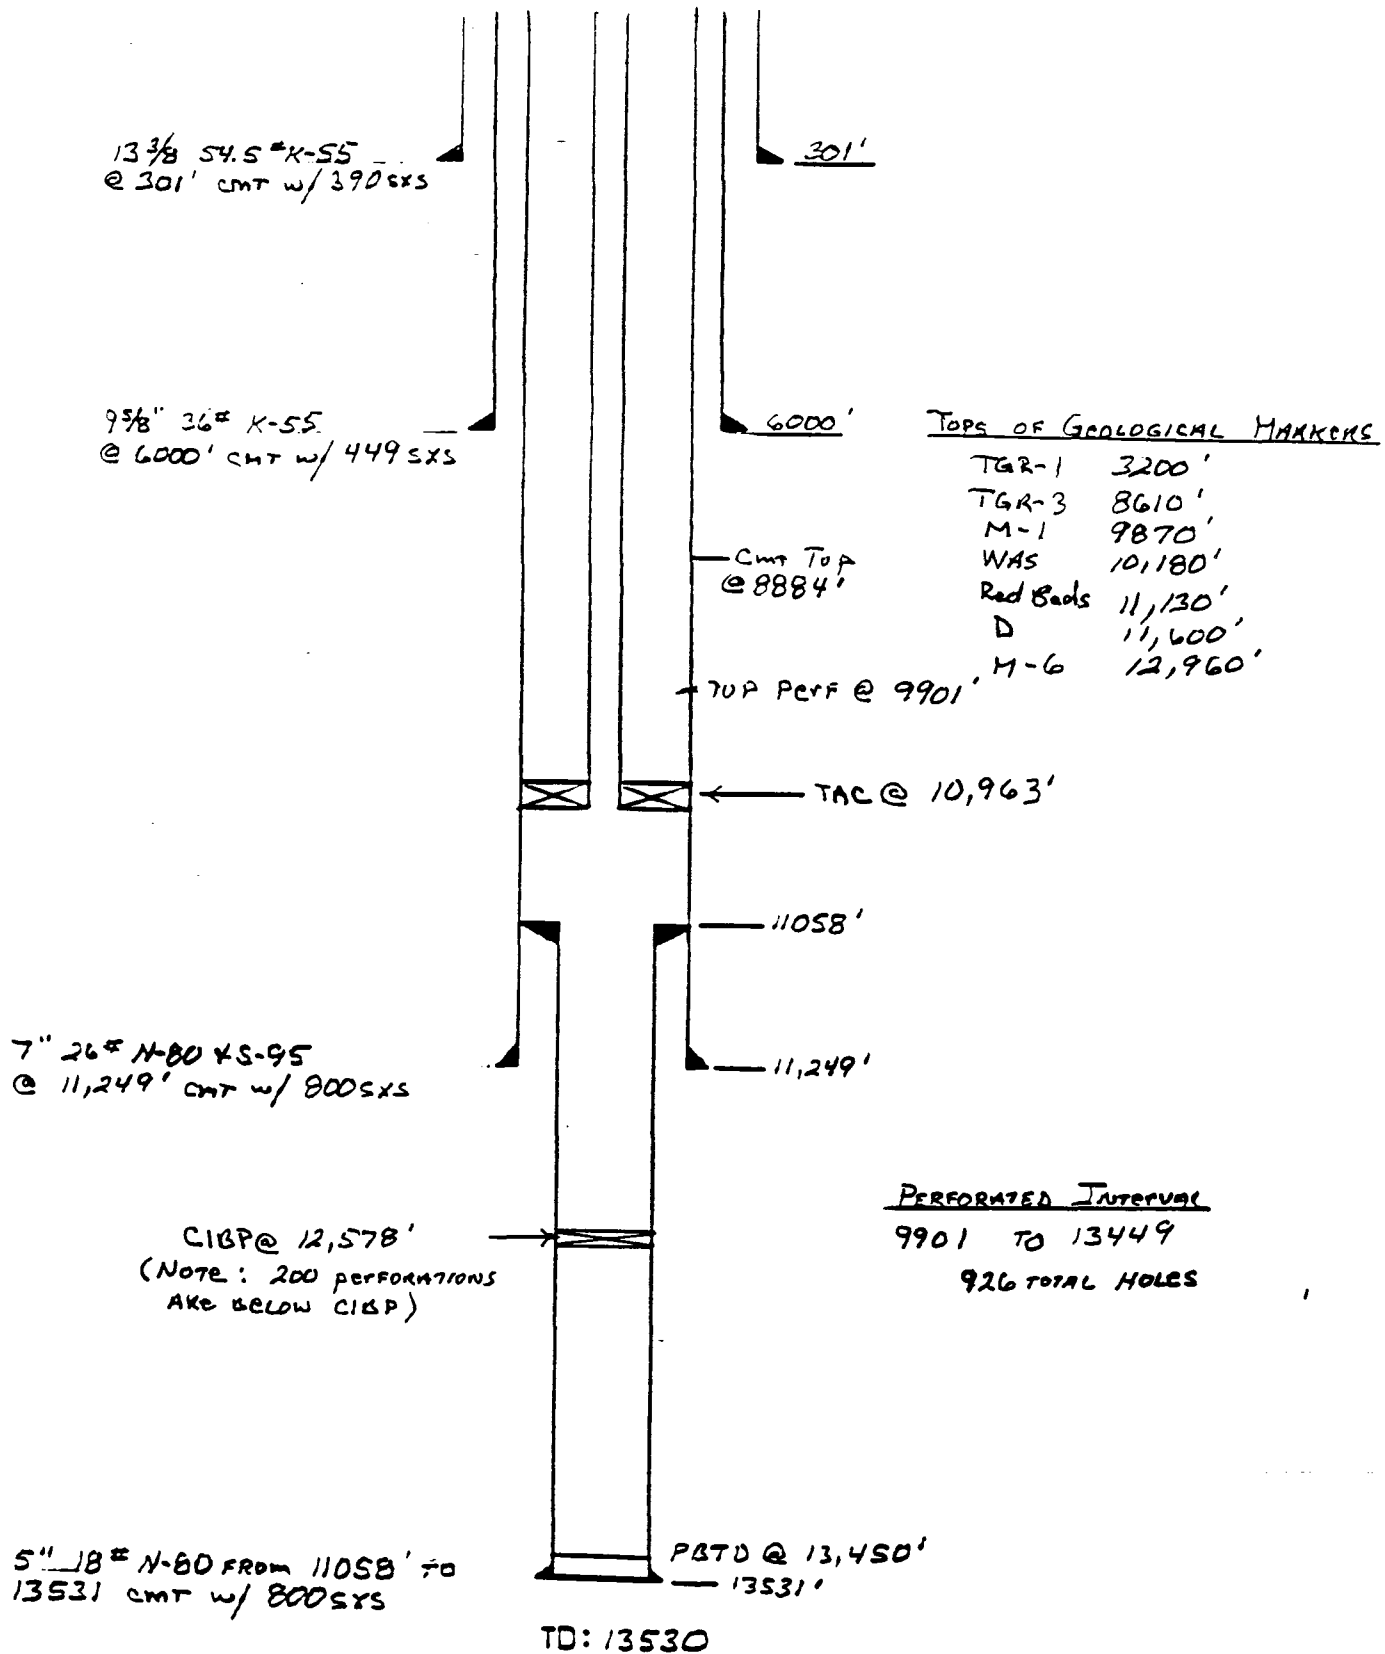 13 3/8 54.5 # K-55
@ 301' cmt w/ 390 sxs
301'
9 5/8" 36# K-55
@ 6000' cmt w/ 449 sxs
6000'
Tops of Geological Markers
TGR-1 3200'
TGR-3 8610'
M-1 9870'
WAS 10,180'
Red Beds 11,130'
D 11,600'
M-6 12,960'
Cmt Top
@ 8884'
Top Perf @ 9901'
TAC @ 10,963'
11058'
7" 26# N-80 & S-95
@ 11,249' cmt w/ 800 sxs
11,249'
CIBP @ 12,578'
(Note: 200 perforations
are below CIBP)
Perforated Interval
9901 to 13449
926 total holes
5" 18# N-80 from 11058' to
13531 cmt w/ 800 sxs
PBTD @ 13,450'
13531'
TD: 13530